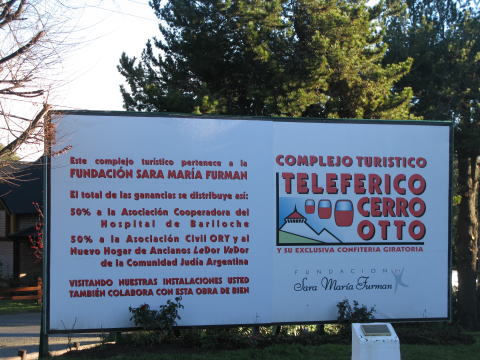 Este complejo turístico pertenece a la
FUNDACIÓN SARA MARÍA FURMAN
El total de las ganancias se distribuye así:
50% a la Asociación Cooperadora del
Hospital de Bariloche
50% a la Asociación Civil ORY y al
Nuevo Hogar de Ancianos LeDor VaDor
de la Comunidad Judía Argentina
VISITANDO NUESTRAS INSTALACIONES USTED
TAMBIÉN COLABORA CON ESTA OBRA DE BIEN
COMPLEJO TURISTICO
TELEFERICO
CERRO
OTTO
Y SU EXCLUSIVA CONFITERIA GIRATORIA
FUNDACION
Sara María Furman